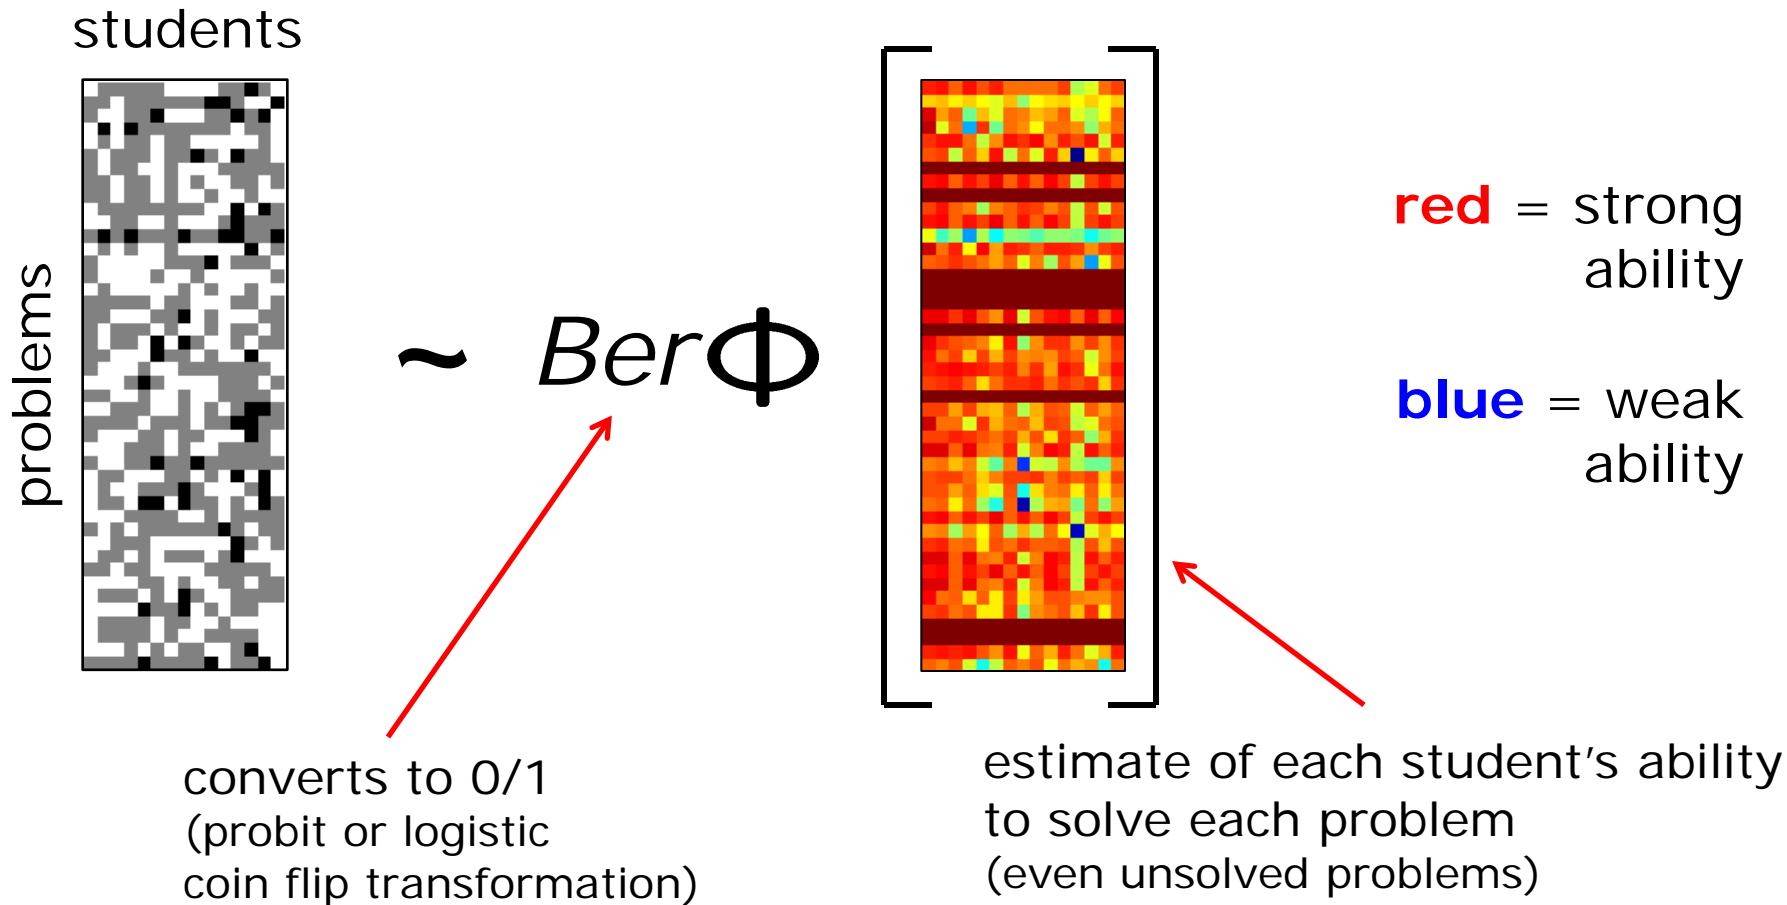 students
problems
~ Ber Φ
red = strong
ability
blue = weak
ability
converts to 0/1
(probit or logistic
coin flip transformation)
estimate of each student's ability
to solve each problem
(even unsolved problems)